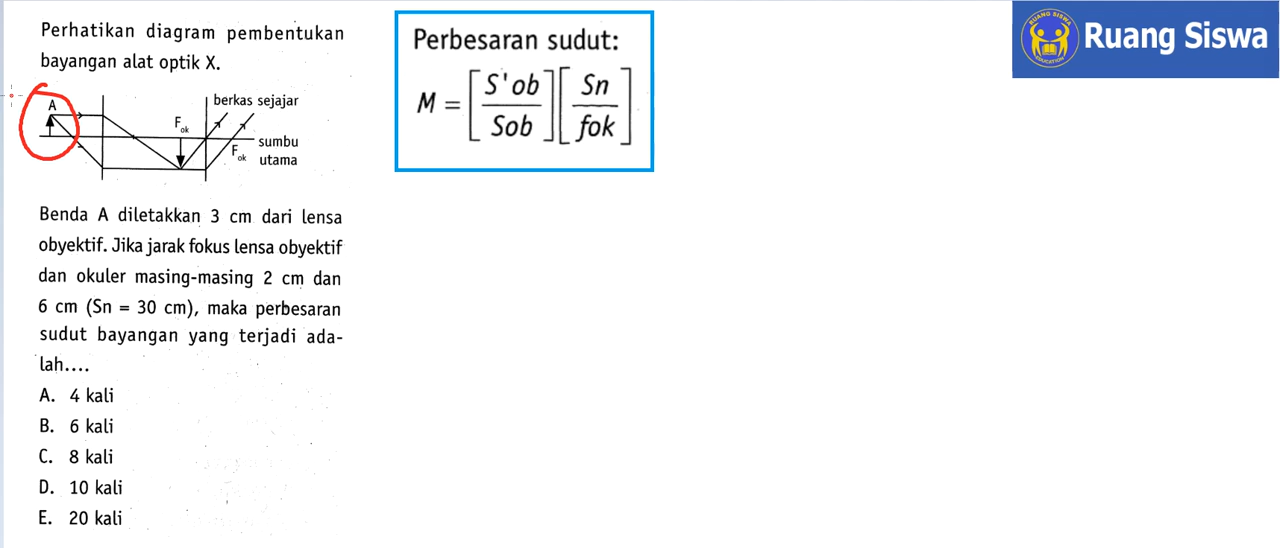 Perhatikan diagram pembentukan
bayangan alat optik X.
A
berkas sejajar
Fok
sumbu
Fok
utama
Benda A diletakkan 3 cm dari lensa
obyektif. Jika jarak fokus lensa obyektif
dan okuler masing-masing 2 cm dan
6 cm (Sn = 30 cm), maka perbesaran
sudut bayangan yang terjadi ada-
lah....
A. 4 kali
B. 6 kali
C. 8 kali
D. 10 kali
E. 20 kali
Perbesaran sudut:
M = [S'ob/Sob][Sn/fok]
RUANG SISWA
EDUCATION
Ruang Siswa